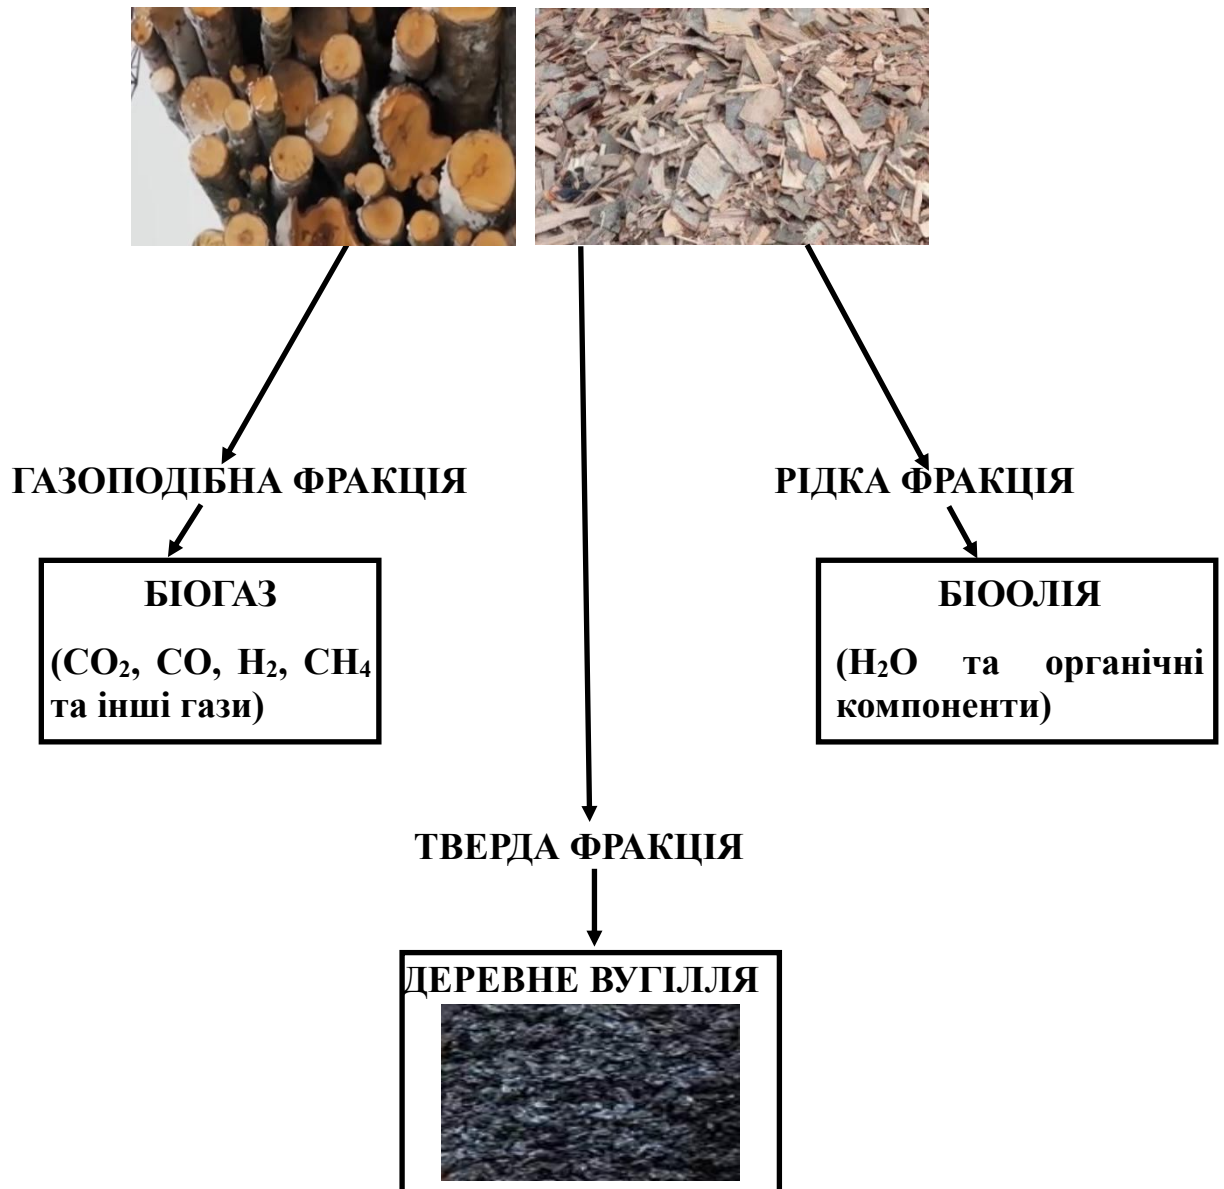 ГАЗОПОДІБНА ФРАКЦІЯ
РІДКА ФРАКЦІЯ
БІОГАЗ
(CO₂, CO, H₂, CH₄
та інші гази)
БІООЛІЯ
(H₂O та органічні
компоненти)
ТВЕРДА ФРАКЦІЯ
ДЕРЕВНЕ ВУГІЛЛЯ